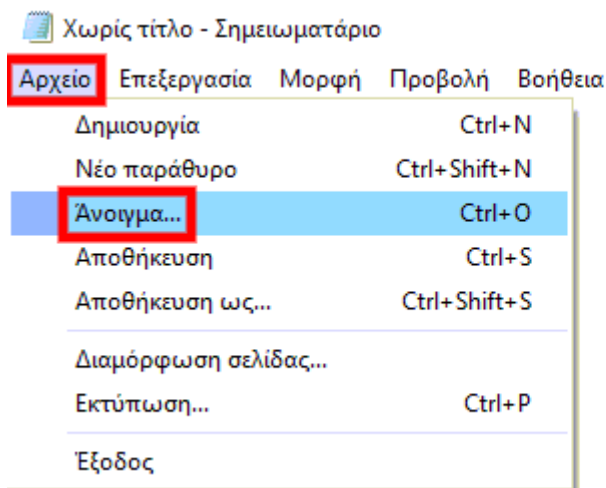 Χωρίς τίτλο - Σημειωματάριο
Αρχείο Επεξεργασία Μορφή Προβολή Βοήθεια
Δημιουργία Ctrl+N
Νέο παράθυρο Ctrl+Shift+N
Άνοιγμα... Ctrl+O
Αποθήκευση Ctrl+S
Αποθήκευση ως... Ctrl+Shift+S
Διαμόρφωση σελίδας...
Εκτύπωση... Ctrl+P
Έξοδος